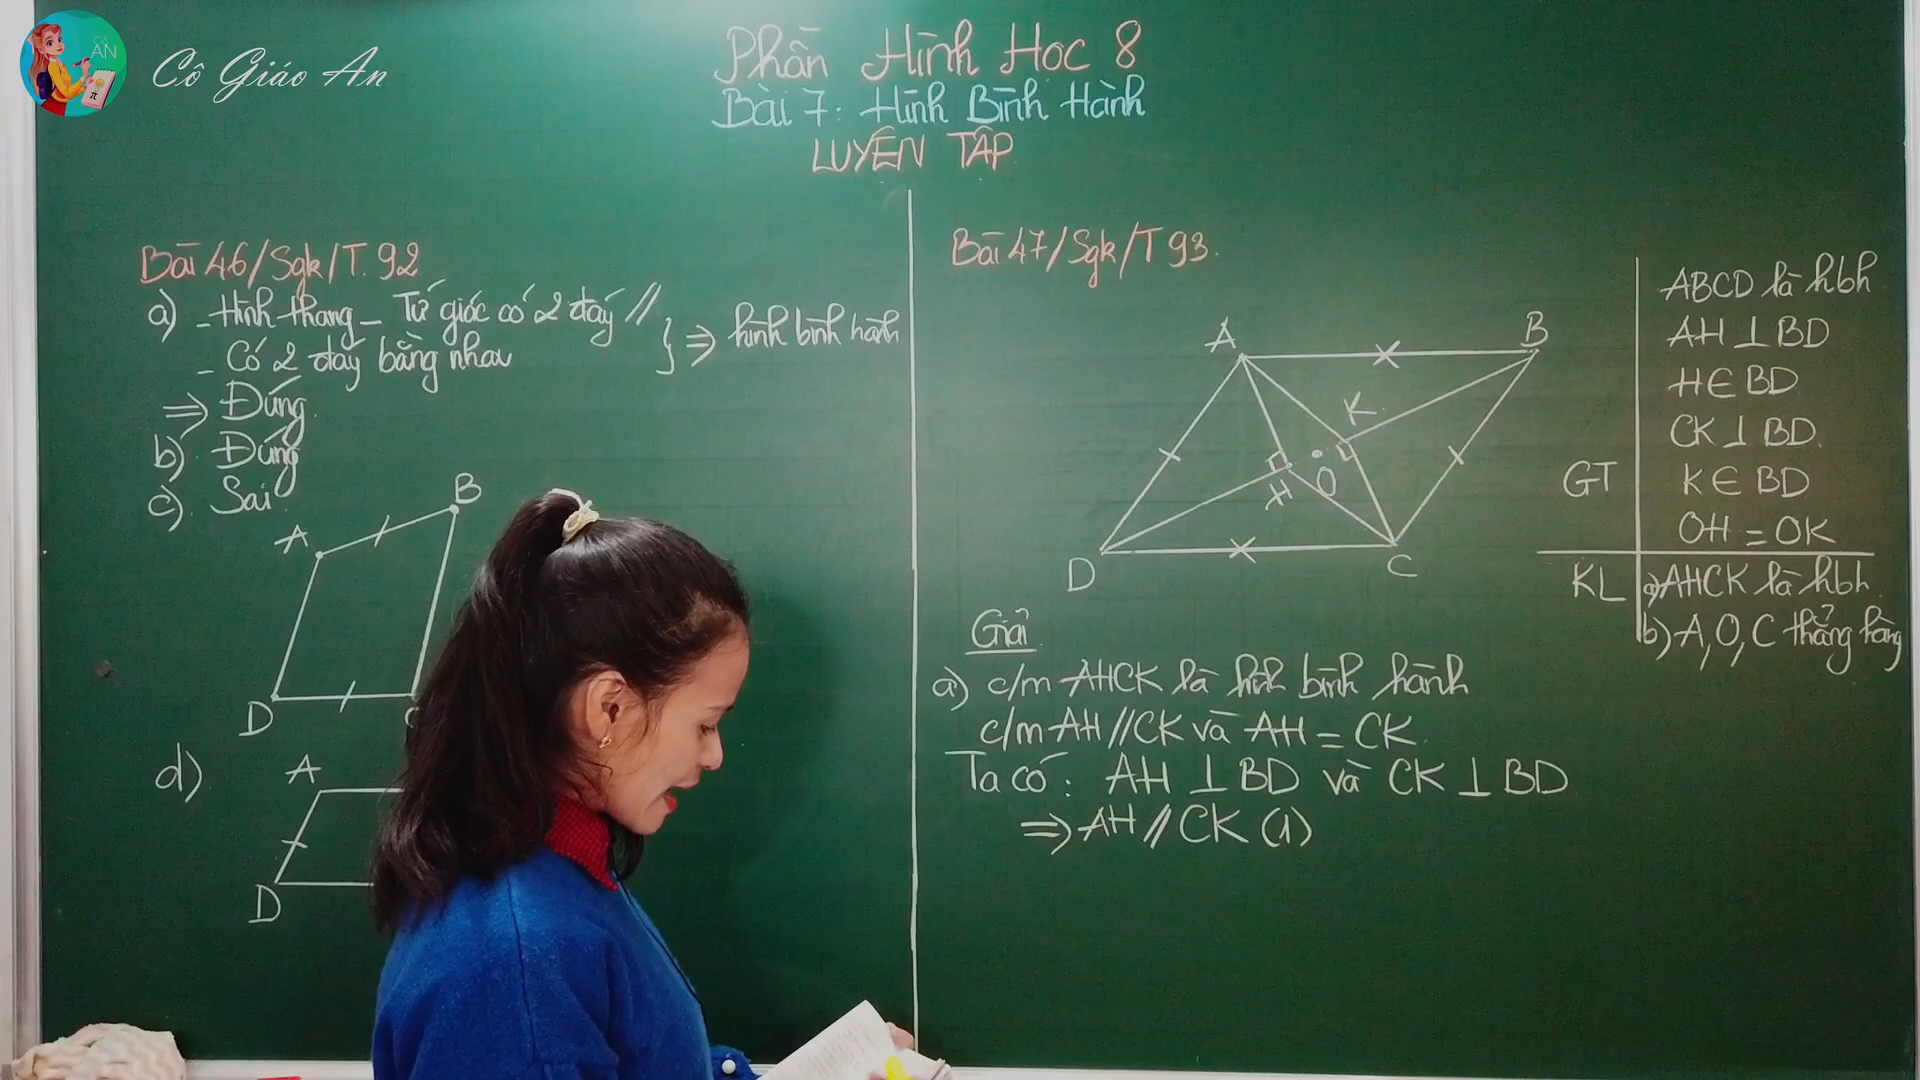 Cô Giáo An
Phần Hình Học 8
Bài 7: Hình Bình Hành
LUYỆN TẬP
Bài 46/Sgk/T.92
a) - Hình thang - Tứ giác có 2 đáy //
- Có 2 đáy bằng nhau
} ⇒ hình bình hành
⇒ Đúng.
b) Đúng
c) Sai
A B
D C
d) A
D
Bài 47/Sgk/T93.
A B
K
H O
D C
GT
ABCD là hbh
AH ⊥ BD
H ∈ BD
CK ⊥ BD.
K ∈ BD
OH = OK
KL
a) AHCK là hbh.
b) A, O, C thẳng hàng
Giải
a) c/m AHCK là hình bình hành
c/m AH // CK và AH = CK.
Ta có: AH ⊥ BD và CK ⊥ BD
⇒ AH // CK (1)